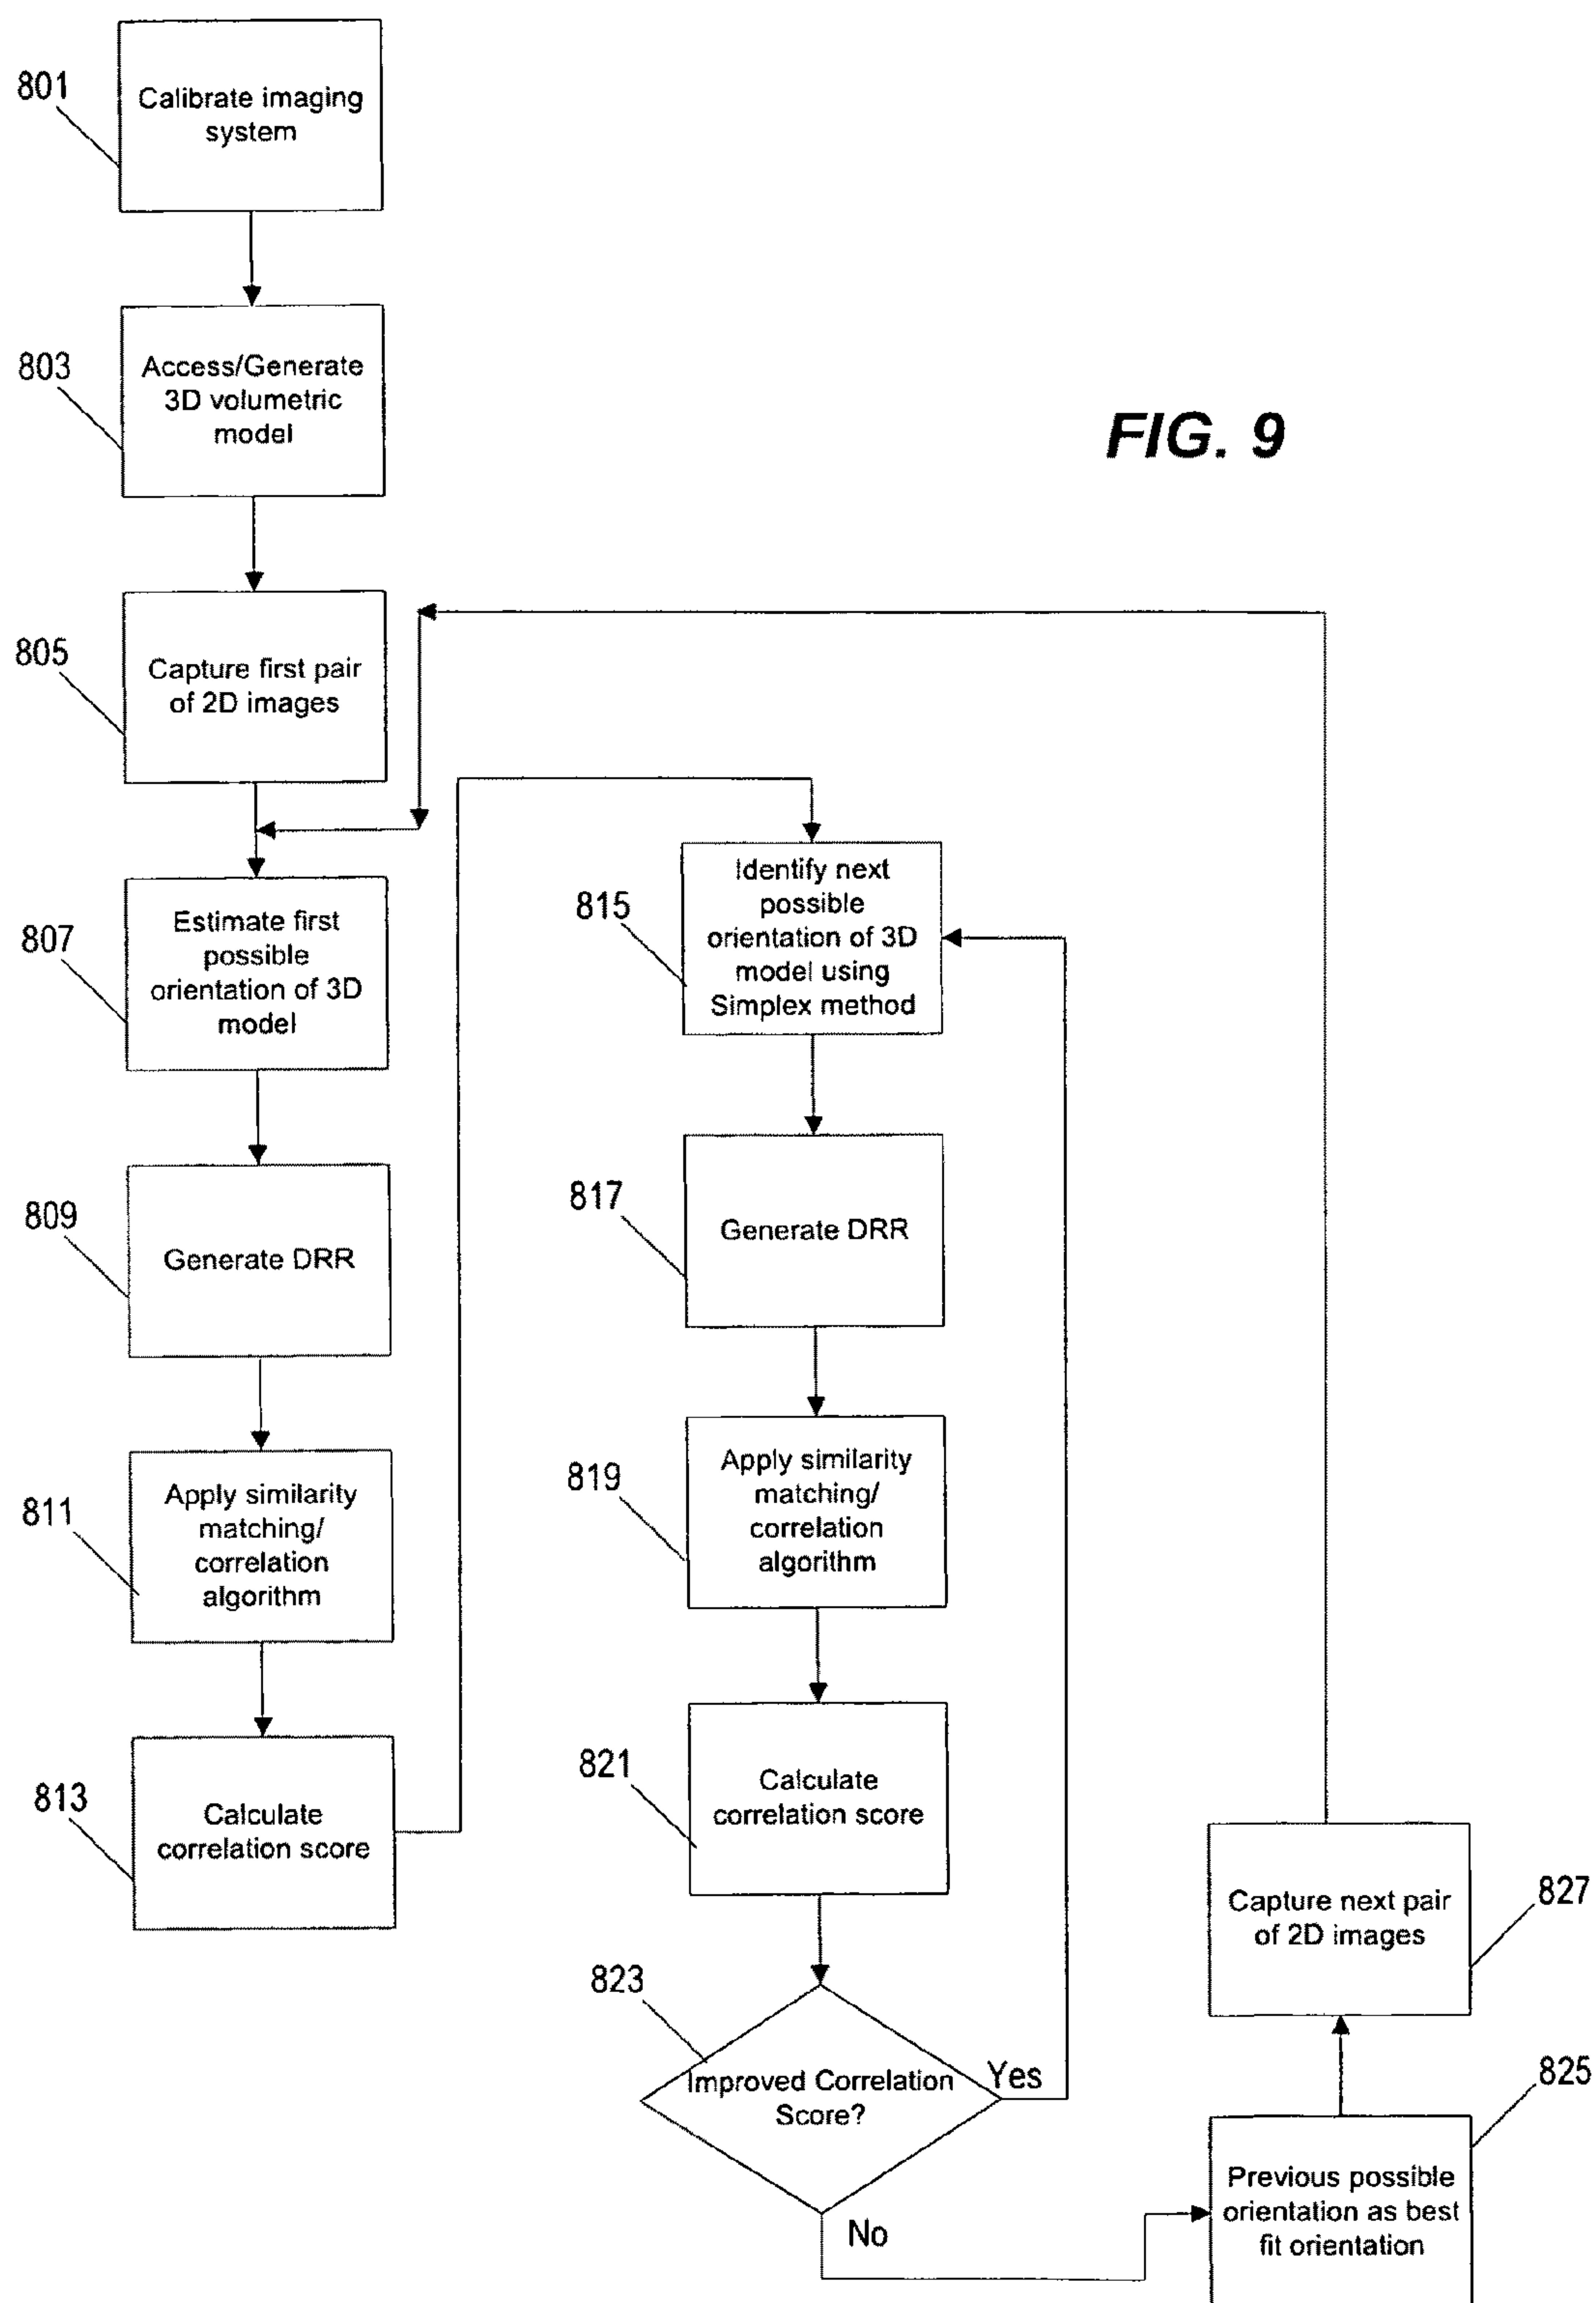 801
Calibrate imaging
system
803
Access/Generate
3D volumetric
model
FIG. 9
805
Capture first pair
of 2D images
807
Estimate first
possible
orientation of 3D
model
809
Generate DRR
811
Apply similarity
matching/
correlation
algorithm
813
Calculate
correlation score
815
Identify next
possible
orientation of 3D
model using
Simplex method
817
Generate DRR
819
Apply similarity
matching/
correlation
algorithm
821
Calculate
correlation score
823
Improved Correlation
Score?
Yes
No
825
Previous possible
orientation as best
fit orientation
827
Capture next pair
of 2D images